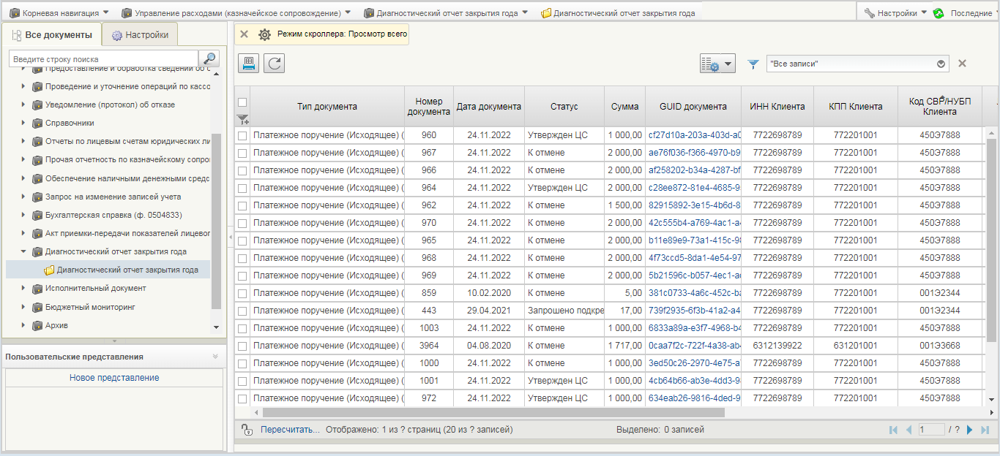 Корневая навигация Управление расходами (казначейское сопровождение) Диагностический отчет закрытия года Диагностический отчет закрытия года Настройки Последние
Все документы Настройки
Введите строку поиска
Предоставление и обработка сведений об о
Проведение и уточнение операций по кассо
Уведомление (протокол) об отказе
Справочники
Отчеты по лицевым счетам юридических ли
Прочая отчетность по казначейскому сопро
Обеспечение наличными денежными средс
Запрос на изменение записей учета
Бухгалтерская справка (ф. 0504833)
Акт приемки-передачи показателей лицевог
Диагностический отчет закрытия года
Диагностический отчет закрытия года
Исполнительный документ
Бюджетный мониторинг
Архив
Пользовательские представления
Новое представление
Режим скроллера: Просмотр всего
"Все записи"
Тип документа Номер документа Дата документа Статус Сумма GUID документа ИНН Клиента КПП Клиента Код СВР/НУБП Клиента
Платежное поручение (Исходящее) ( 960 24.11.2022 Утвержден ЦС 1 000,00 cf27d10a-203a-403d-a0 7722698789 772201001 450Э7888
Платежное поручение (Исходящее) ( 967 24.11.2022 К отмене 2 000,00 ae76f036-f366-4970-b9 7722698789 772201001 450Э7888
Платежное поручение (Исходящее) ( 966 24.11.2022 К отмене 2 000,00 af258202-b34a-4287-bf 7722698789 772201001 450Э7888
Платежное поручение (Исходящее) ( 964 24.11.2022 Утвержден ЦС 2 000,00 c28ee872-81e4-4685-9 7722698789 772201001 450Э7888
Платежное поручение (Исходящее) ( 962 24.11.2022 К отмене 1 500,00 82915892-3e15-4b6d-8 7722698789 772201001 450Э7888
Платежное поручение (Исходящее) ( 970 24.11.2022 К отмене 2 000,00 42c555b4-a769-4ac1-a4 7722698789 772201001 450Э7888
Платежное поручение (Исходящее) ( 965 24.11.2022 К отмене 2 000,00 b11e89e9-73a1-415c-98 7722698789 772201001 450Э7888
Платежное поручение (Исходящее) ( 968 24.11.2022 К отмене 2 000,00 4f73ccd5-8da1-4e54-97 7722698789 772201001 450Э7888
Платежное поручение (Исходящее) ( 969 24.11.2022 К отмене 2 000,00 5b21596c-b057-4ec1-a 7722698789 772201001 450Э7888
Платежное поручение (Исходящее) ( 859 10.02.2020 К отмене 5,00 381c0733-4a6c-452c-ba 7722698789 772201001 001Э2344
Платежное поручение (Исходящее) ( 443 29.04.2021 Запрошено подкре 17,00 739f2935-6f3b-41a2-a4 7722698789 772201001 001Э2344
Платежное поручение (Исходящее) ( 1003 24.11.2022 К отмене 1 000,00 6833a89a-e3f7-4968-b4 7722698789 772201001 450Э7888
Платежное поручение (Исходящее) ( 3964 04.08.2020 К отмене 1 717,00 0caa7f2c-722f-4a38-ab4 6312139922 631201001 001Э3668
Платежное поручение (Исходящее) ( 1000 24.11.2022 К отмене 1 000,00 3ed50c26-2970-4e75-a 7722698789 772201001 450Э7888
Платежное поручение (Исходящее) ( 1001 24.11.2022 Утвержден ЦС 1 000,00 4cb64b66-ab3e-4dd3-9 7722698789 772201001 450Э7888
Платежное поручение (Исходящее) ( 972 24.11.2022 Утвержден ЦС 1 000,00 634eab26-9816-4ded-9 7722698789 772201001 450Э7888
Пересчитать... Отображено: 1 из ? страниц (20 из ? записей) Выделено: 0 записей 1 / ?